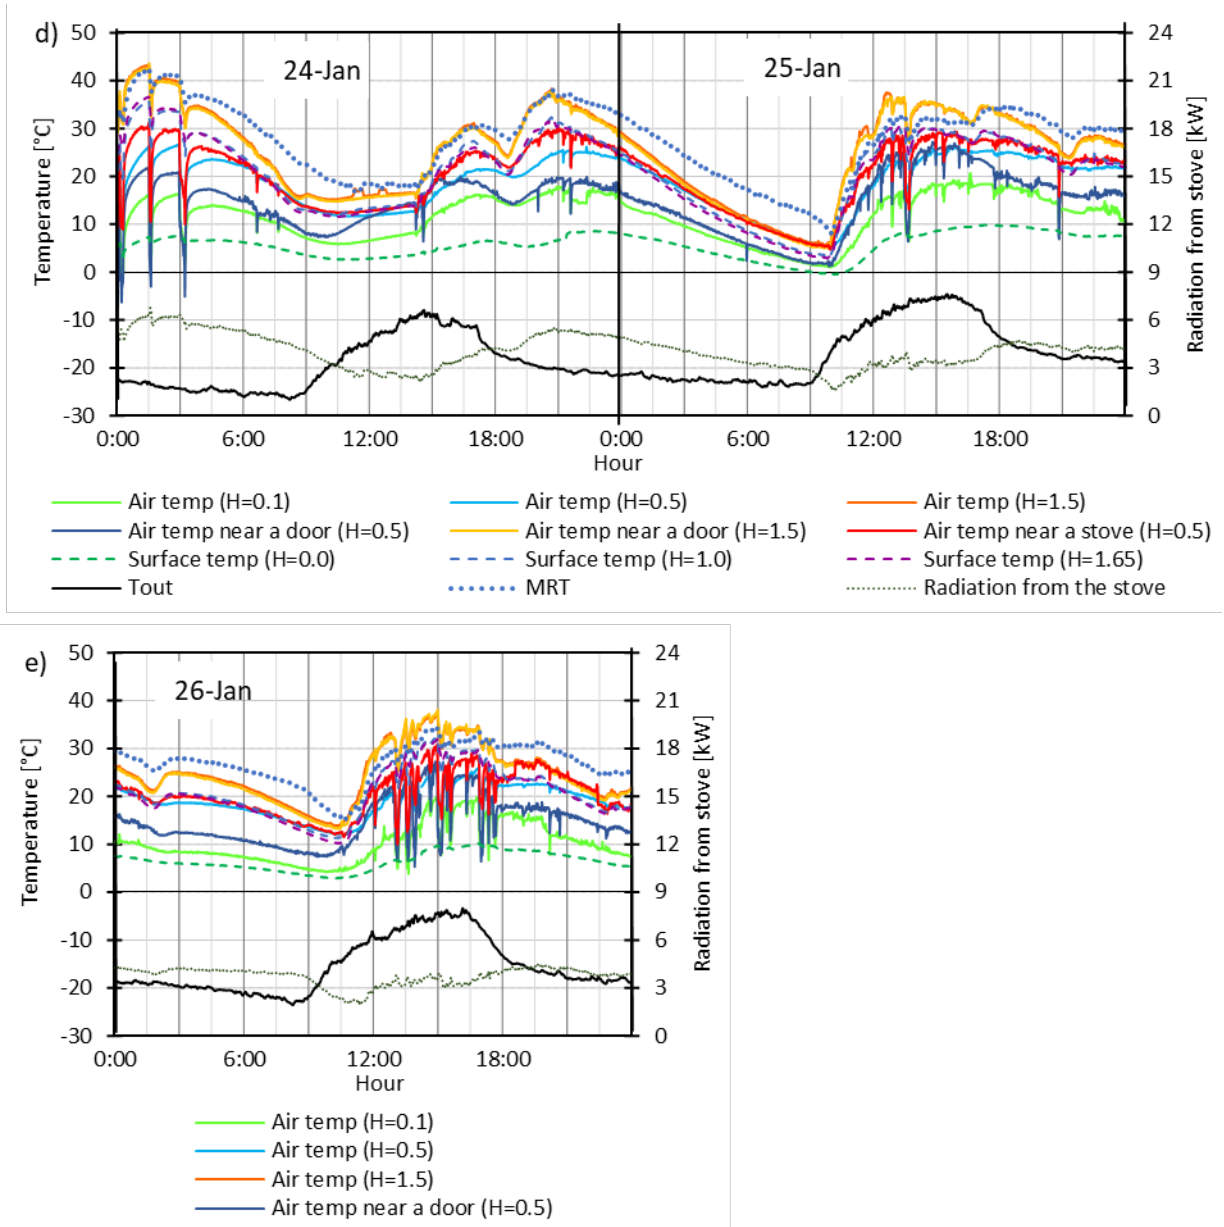 d)
24-Jan
25-Jan
50
40
30
20
10
0
-10
-20
-30
Temperature [°C]
24
21
18
15
12
9
6
3
0
Radiation from stove [kW]
0:00 6:00 12:00 18:00 0:00 6:00 12:00 18:00
Hour
Air temp (H=0.1) Air temp (H=0.5) Air temp (H=1.5)
Air temp near a door (H=0.5) Air temp near a door (H=1.5) Air temp near a stove (H=0.5)
Surface temp (H=0.0) Surface temp (H=1.0) Surface temp (H=1.65)
Tout MRT Radiation from the stove
e)
26-Jan
50
40
30
20
10
0
-10
-20
-30
Temperature [°C]
24
21
18
15
12
9
6
3
0
Radiation from stove [kW]
0:00 6:00 12:00 18:00
Hour
Air temp (H=0.1)
Air temp (H=0.5)
Air temp (H=1.5)
Air temp near a door (H=0.5)